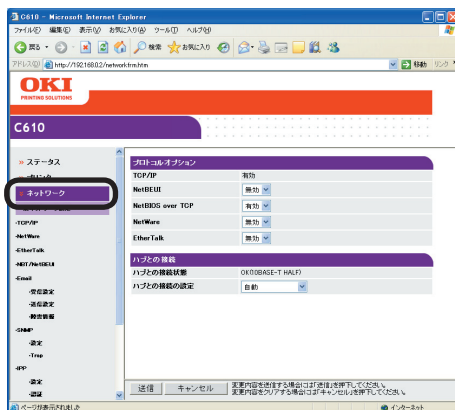 C610 - Microsoft Internet Explorer
ファイル(F) 編集(E) 表示(V) お気に入り(A) ツール(T) ヘルプ(H)
戻る 検索 お気に入り
アドレス(D) http://192.168.0.2/networkfrm.htm 移動 リンク
OKI
PRINTING SOLUTIONS
C610
ステータス
プリンタ
ネットワーク
-TCP/IP
-NetWare
-EtherTalk
-NBT/NetBEUI
-Email
-受信設定
-送信設定
-障害情報
-SNMP
-設定
-Trap
-IPP
-設定
-認証
プロトコルオプション
TCP/IP 有効
NetBEUI 無効
NetBIOS over TCP 有効
NetWare 無効
EtherTalk 無効
ハブとの接続
ハブとの接続状態 OK(100BASE-T HALF)
ハブとの接続の設定 自動
送信 キャンセル
変更内容を送信する場合には「送信」を押下してください。
変更内容をクリアする場合には「キャンセル」を押下してください。
ページが表示されました インターネット